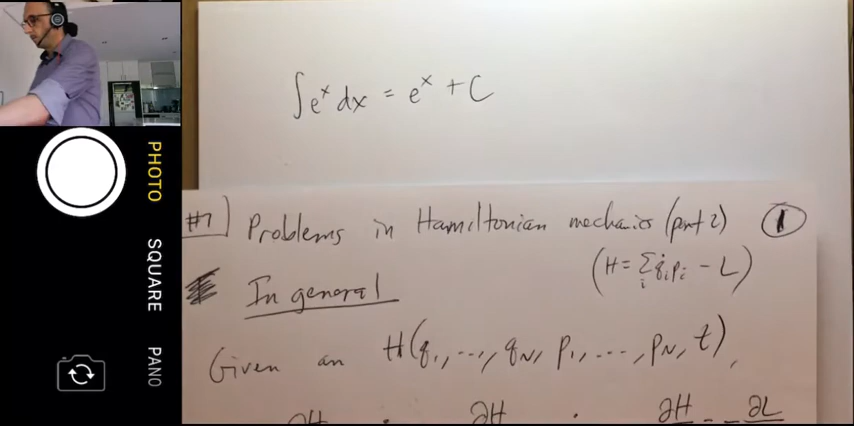 ∫e^x dx = e^x + C
#7) Problems in Hamiltonian mechanics (part 2) ①
(H = Σ_i q̇_i p_i - L)
In general
Given an H(q_1, ..., q_N, p_1, ..., p_N, t),
∂H ∂H ∂H = -∂L
PHOTO
SQUARE
PANO